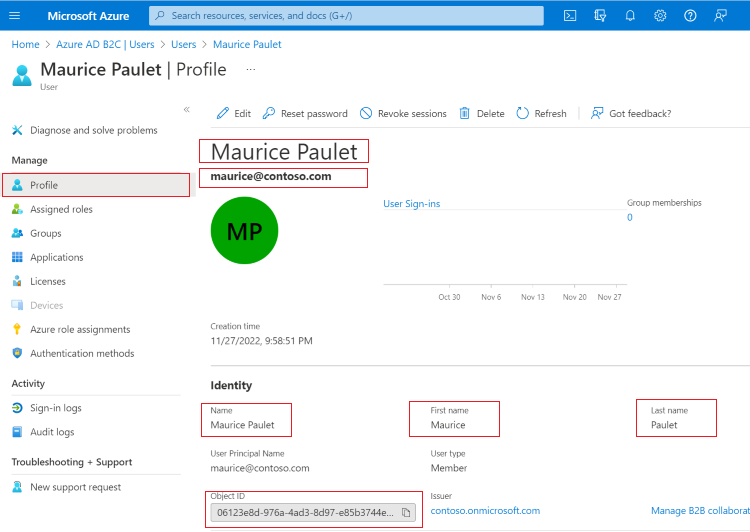 Microsoft Azure
Search resources, services, and docs (G+/)
Home > Azure AD B2C | Users > Users > Maurice Paulet
Maurice Paulet | Profile ...
User
«
Diagnose and solve problems
Manage
Profile
Assigned roles
Groups
Applications
Licenses
Devices
Azure role assignments
Authentication methods
Activity
Sign-in logs
Audit logs
Troubleshooting + Support
New support request
Edit Reset password Revoke sessions Delete Refresh Got feedback?
Maurice Paulet
maurice@contoso.com
MP
User Sign-ins
Group memberships
0
Oct 30 Nov 6 Nov 13 Nov 20 Nov 27
Creation time
11/27/2022, 9:58:51 PM
Identity
Name First name Last name
Maurice Paulet Maurice Paulet
User Principal Name User type
maurice@contoso.com Member
Object ID Issuer
06123e8d-976a-4ad3-8d97-e85b3744e... contoso.onmicrosoft.com Manage B2B collaborat